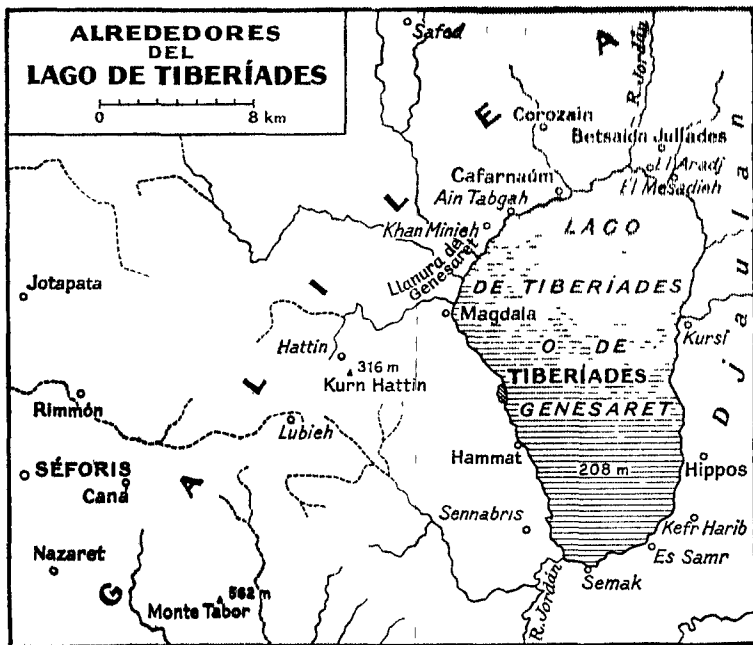 ALREDEDORES
DEL
LAGO DE TIBERÍADES
0 8 km
Safed
R. Jordán
Corozain
Betsaida Julíades
El Aradj
El Mesadieh
Cafarnaúm
Ain Tabgah
Khan Minieh
Llanura de
Genesaret
LAGO
DE TIBERÍADES
O DE
TIBERÍADES
GENESARET
208 m
Jotapata
Magdala
Kursi
Hattin
316 m
Kurn Hattin
Rimmón
Lubieh
Hammat
Hippos
SÉFORIS
Caná
Sennabris
Kefr Harib
Nazaret
Es Samr
Semak
562 m
Monte Tabor
R. Jordán
GALILEA
Djaulan